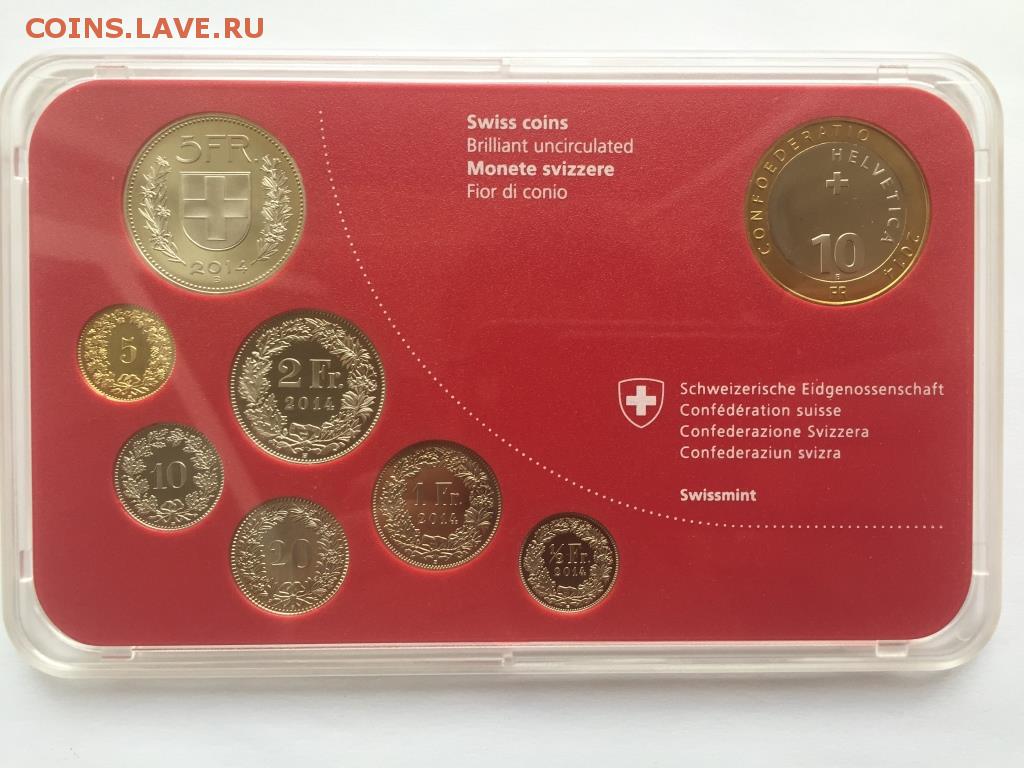 COINS.LAVE.RU
Swiss coins
Brilliant uncirculated
Monete svizzere
Fior di conio
5FR
2014
B
CONFOEDERATIO
HELVETICA 2014
10
B
FR
5
2 Fr.
2014
10
20
1 Fr.
2014
1/2 Fr.
2014
Schweizerische Eidgenossenschaft
Confédération suisse
Confederazione Svizzera
Confederaziun svizra
Swissmint